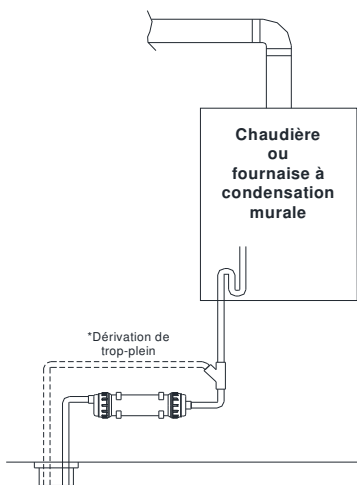 Chaudière
ou
fournaise à
condensation
murale
*Dérivation de
trop-plein